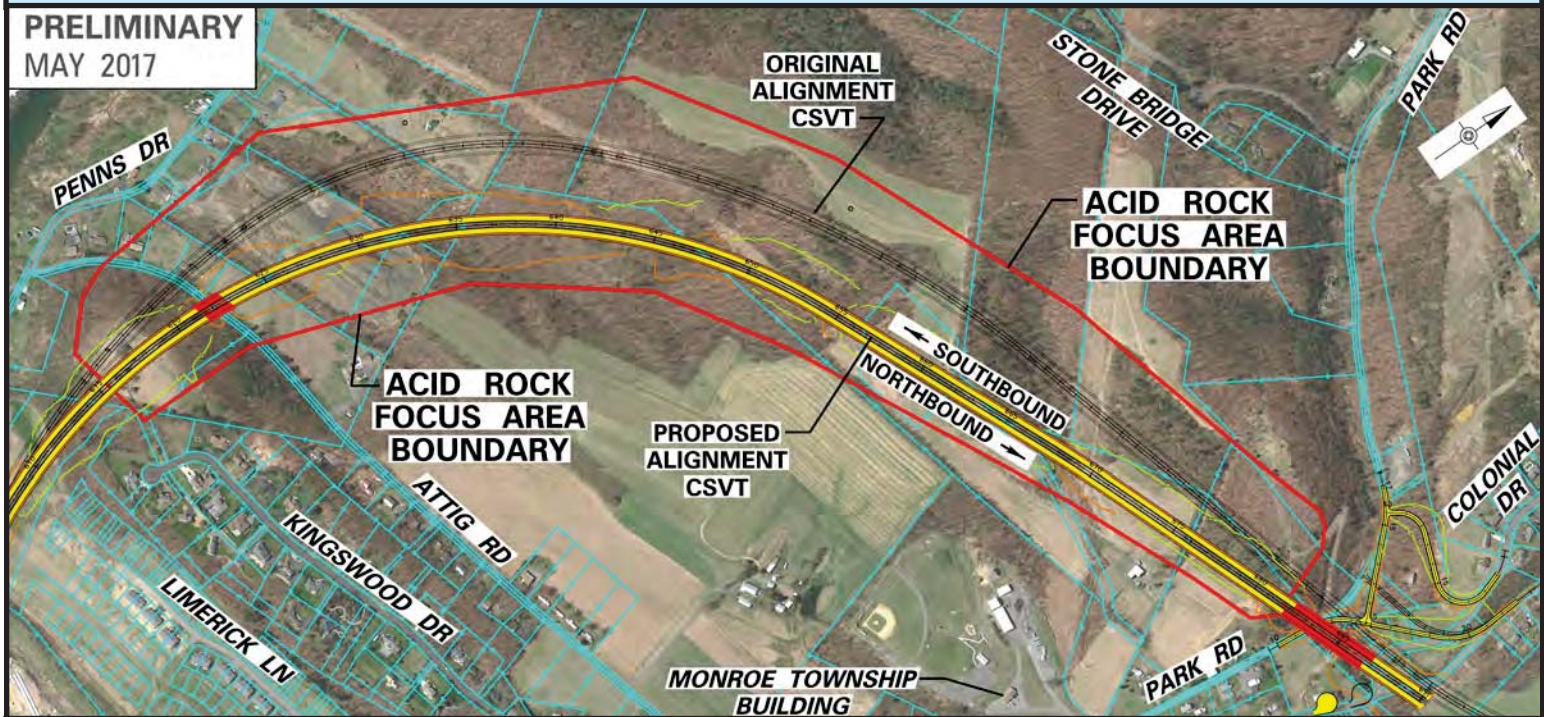 PRELIMINARY
MAY 2017
PENNS DR
ORIGINAL
ALIGNMENT
CSVT
STONE BRIDGE
DRIVE
PARK RD
ACID ROCK
FOCUS AREA
BOUNDARY
SOUTHBOUND
NORTHBOUND
ACID ROCK
FOCUS AREA
BOUNDARY
PROPOSED
ALIGNMENT
CSVT
ATTIG RD
KINGSWOOD DR
LIMERICK LN
COLONIAL
DR
PARK RD
MONROE TOWNSHIP
BUILDING